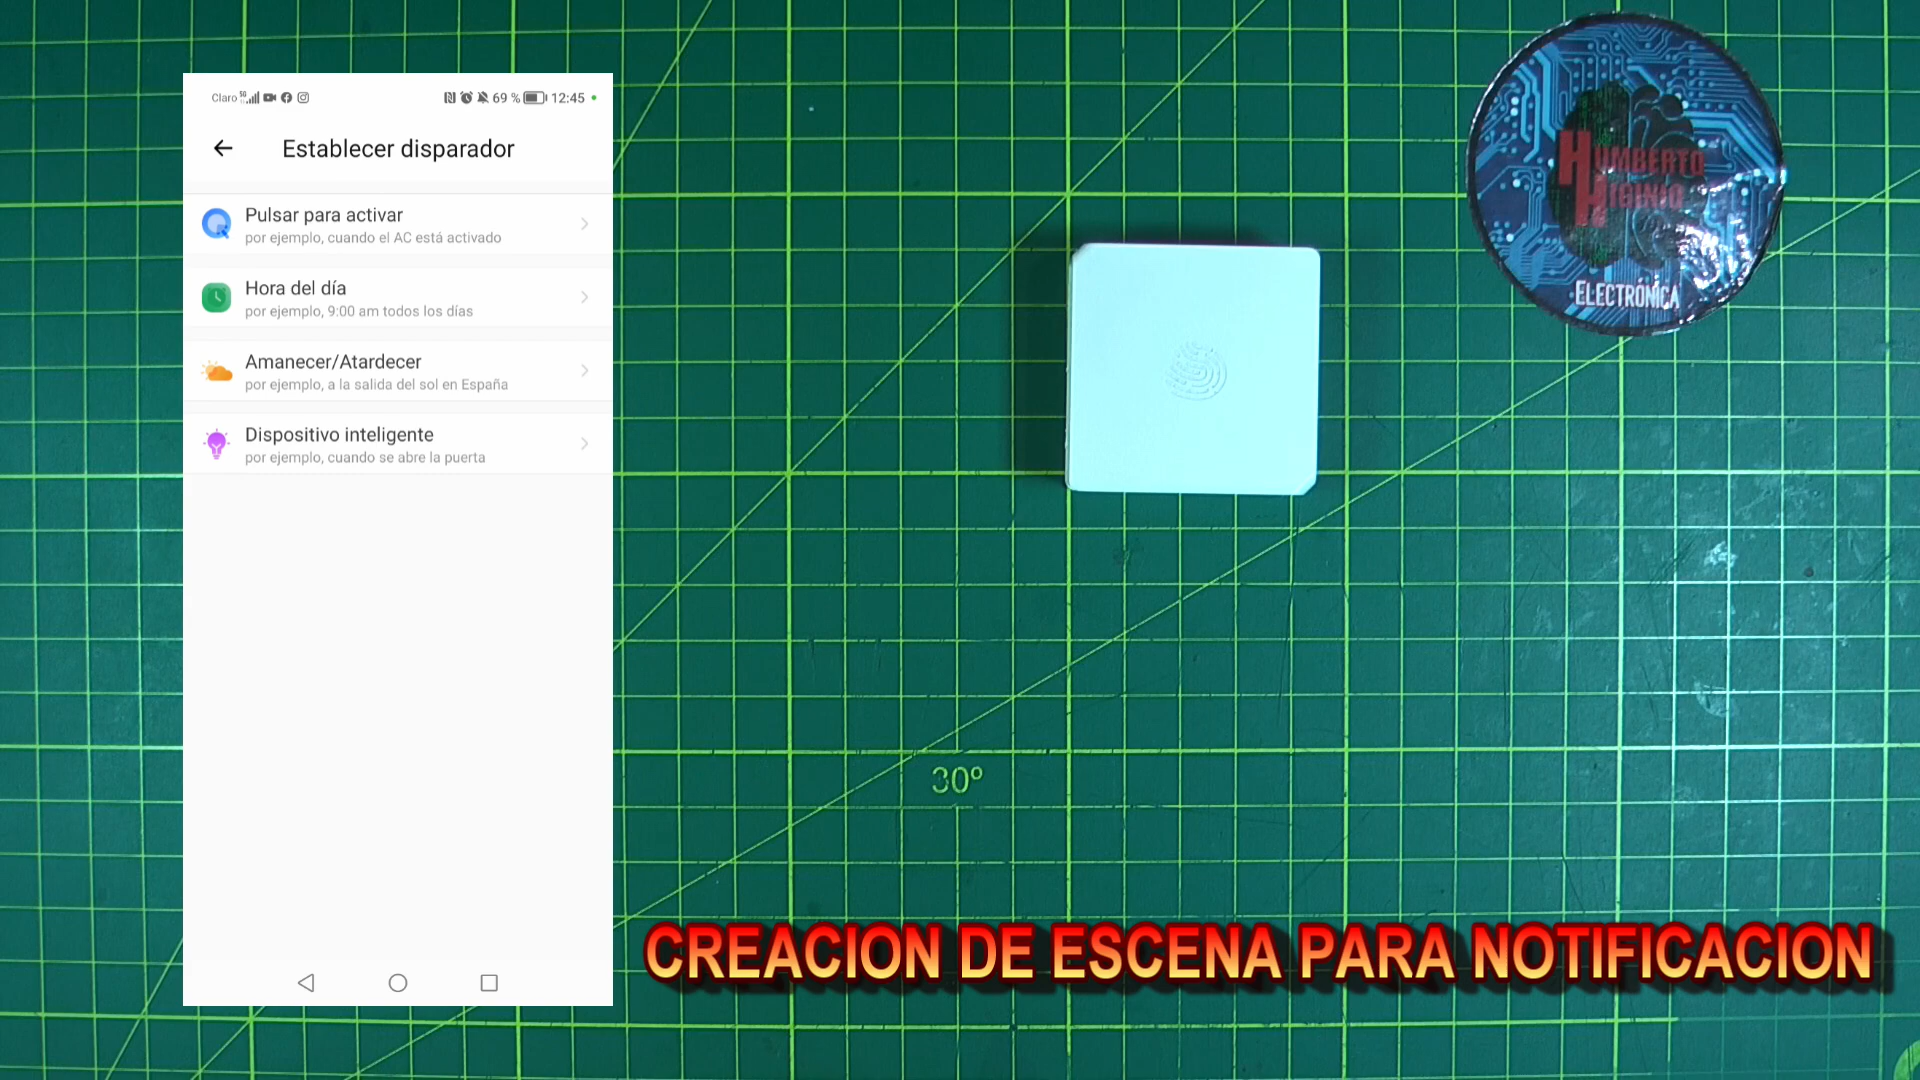 Claro 5G 69 % 12:45
Establecer disparador
Pulsar para activar
por ejemplo, cuando el AC está activado
Hora del día
por ejemplo, 9:00 am todos los días
Amanecer/Atardecer
por ejemplo, a la salida del sol en España
Dispositivo inteligente
por ejemplo, cuando se abre la puerta
HUMBERTO
HIGINIO
ELECTRÓNICA
30º
CREACION DE ESCENA PARA NOTIFICACION